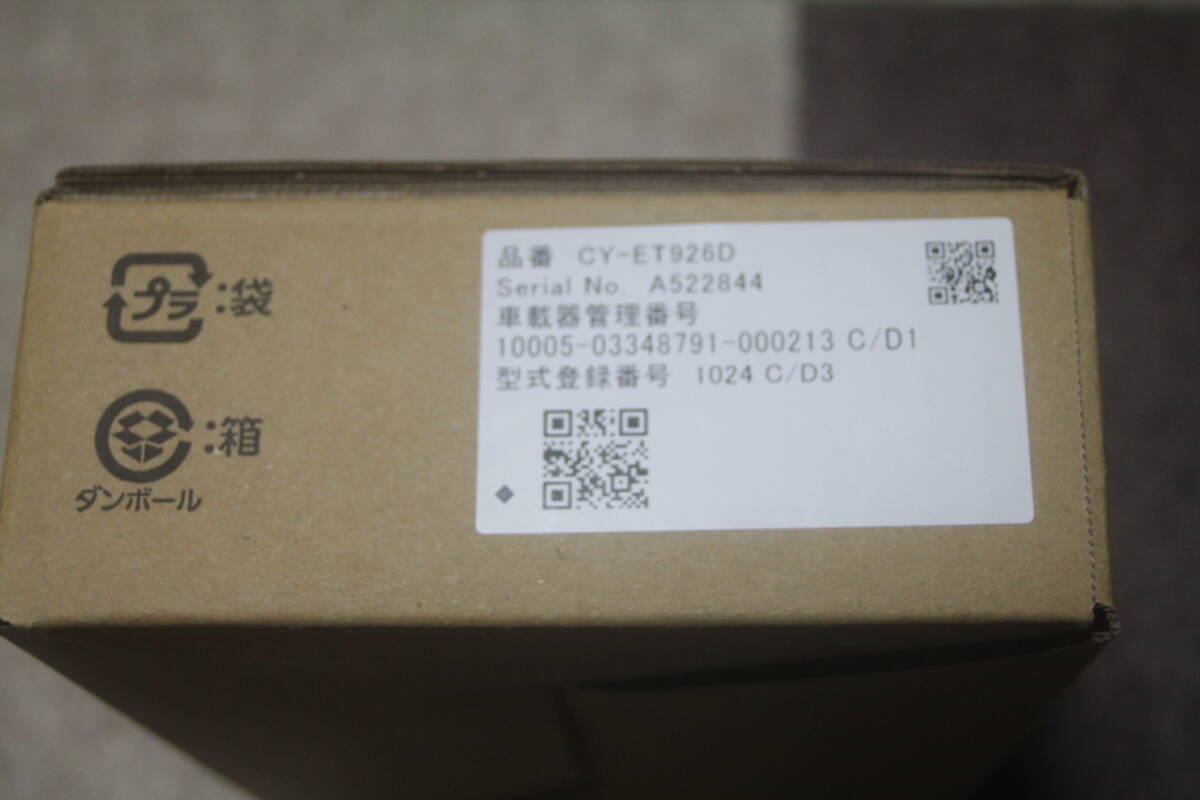 プラ:袋
:箱
ダンボール
品番 CY-ET926D
Serial No. A522844
車載器管理番号
10005-03348791-000213 C/D1
型式登録番号 1024 C/D3